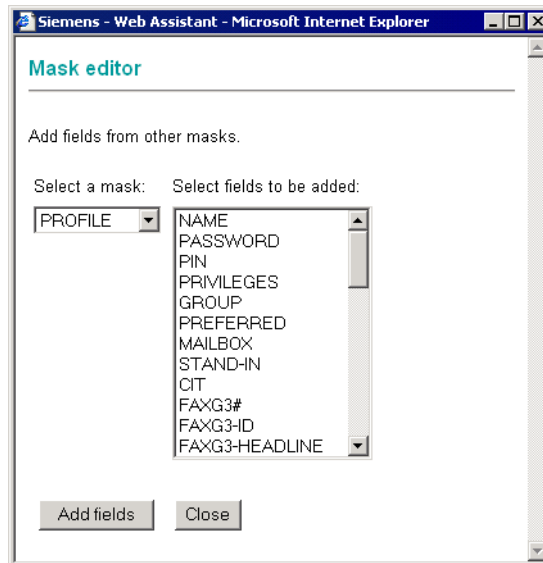 Siemens - Web Assistant - Microsoft Internet Explorer
Mask editor
Add fields from other masks.
Select a mask: Select fields to be added:
PROFILE
NAME
PASSWORD
PIN
PRIVILEGES
GROUP
PREFERRED
MAILBOX
STAND-IN
CIT
FAXG3#
FAXG3-ID
FAXG3-HEADLINE
Add fields Close